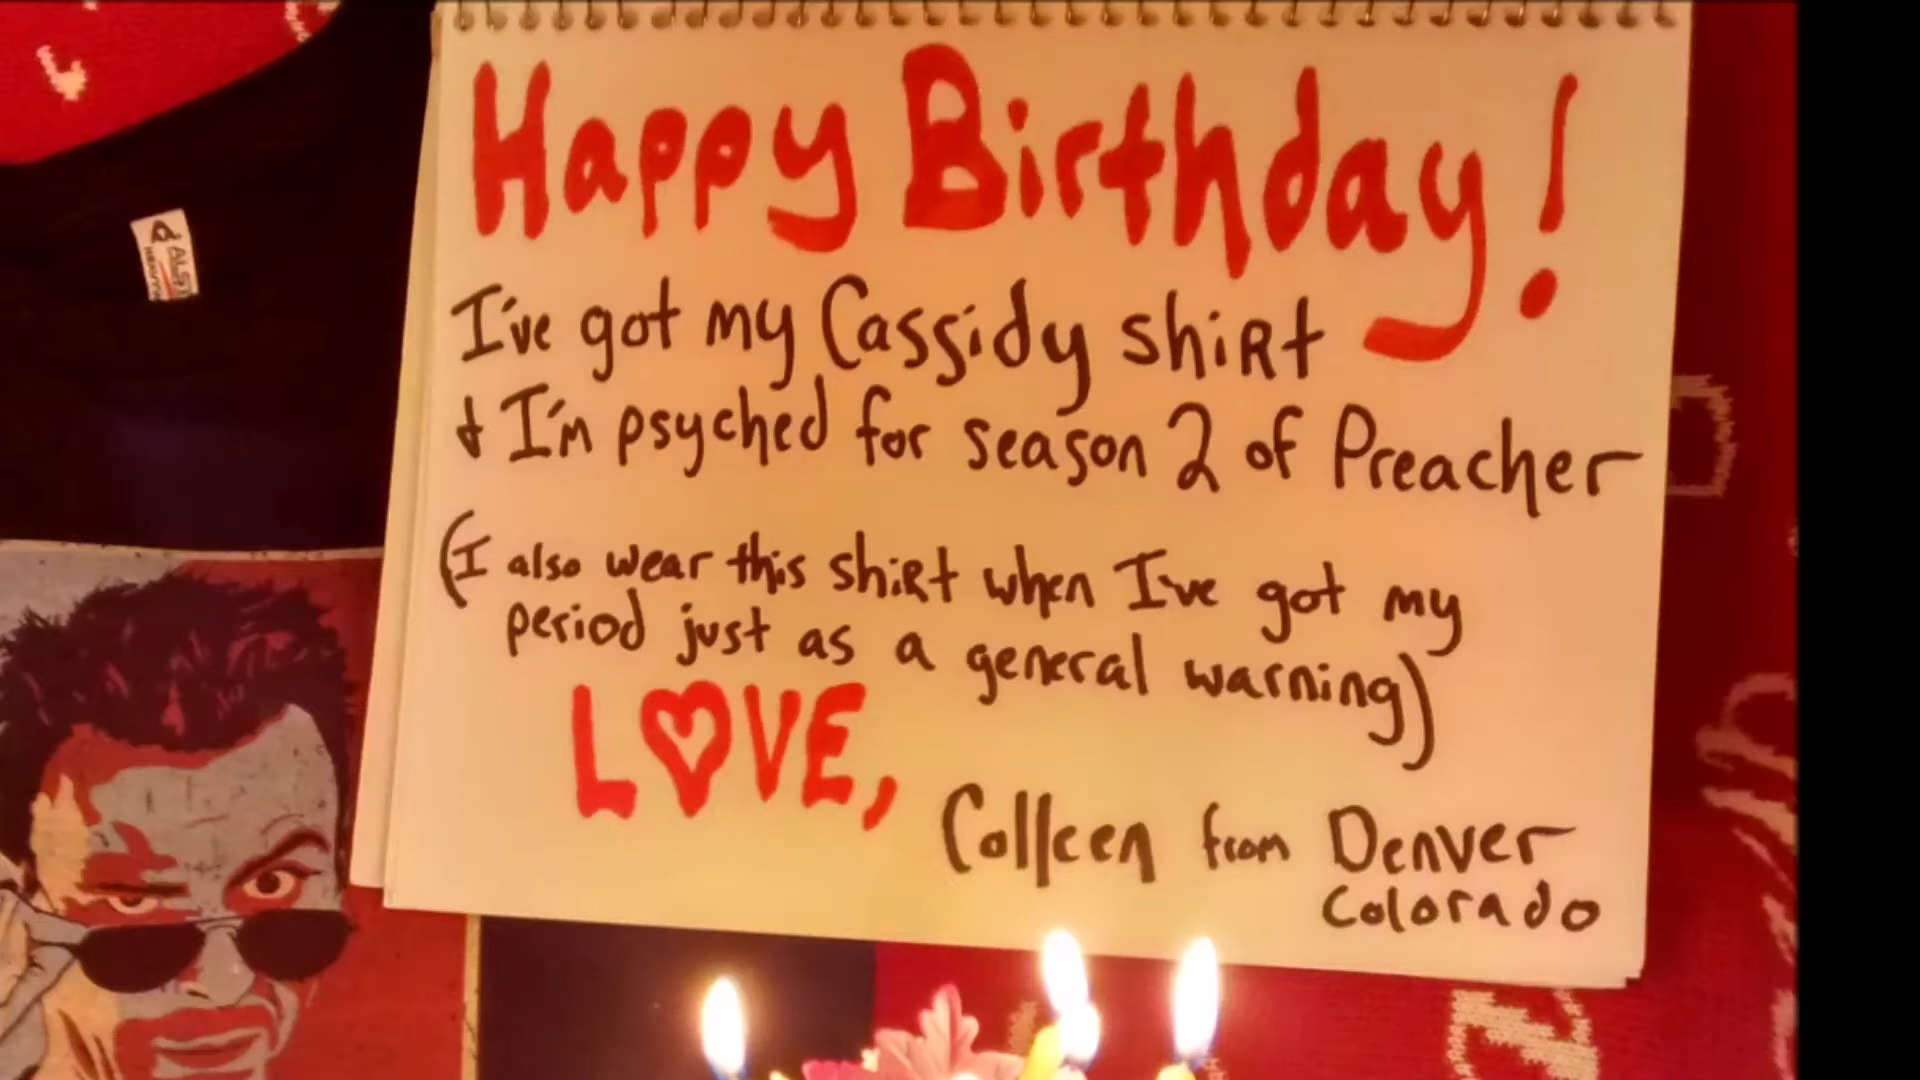 Happy Birthday!
I've got my Cassidy shiRt
& I'm psyched for season 2 of Preacher
(I also wear this shiRt when I've got my
period just as a general warning)
LOVE,
Colleen from Denver
Colorado